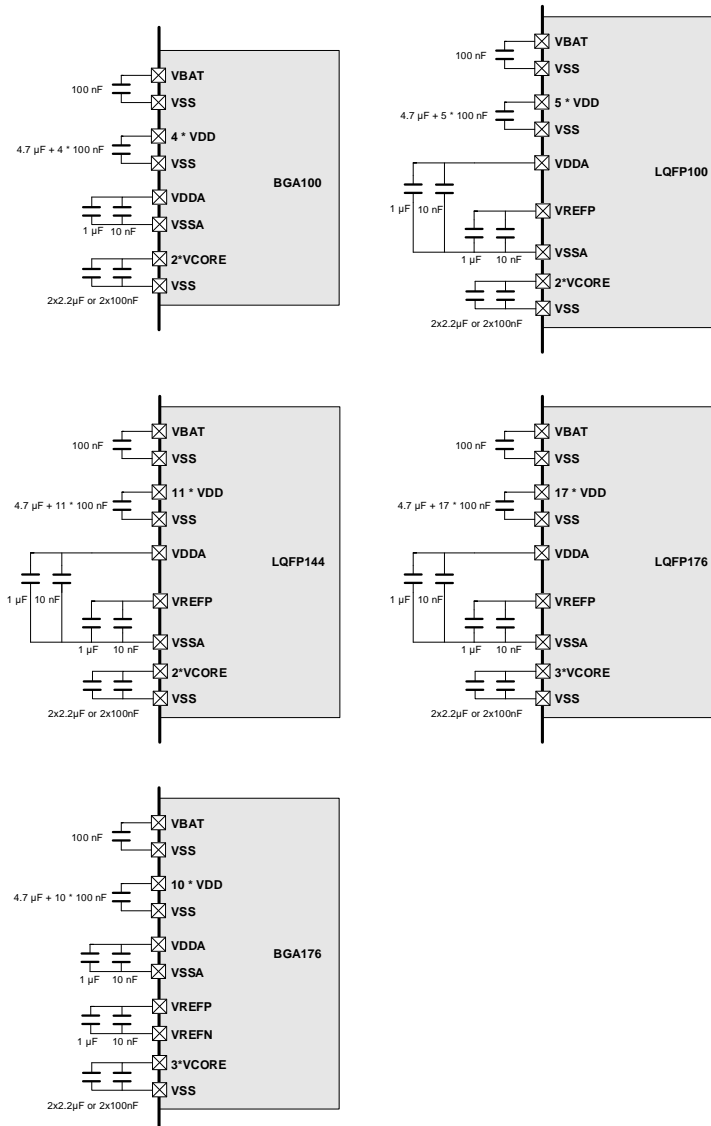 VBAT
100 nF
VSS
4 * VDD
4.7 µF + 4 * 100 nF
VSS
BGA100
VDDA
1 µF 10 nF
VSSA
2*VCORE
VSS
2x2.2µF or 2x100nF
VBAT
100 nF
VSS
5 * VDD
4.7 µF + 5 * 100 nF
VSS
VDDA
LQFP100
1 µF 10 nF
VREFP
1 µF 10 nF
VSSA
2*VCORE
VSS
2x2.2µF or 2x100nF
VBAT
100 nF
VSS
11 * VDD
4.7 µF + 11 * 100 nF
VSS
VDDA
LQFP144
1 µF 10 nF
VREFP
1 µF 10 nF
VSSA
2*VCORE
VSS
2x2.2µF or 2x100nF
VBAT
100 nF
VSS
17 * VDD
4.7 µF + 17 * 100 nF
VSS
VDDA
LQFP176
1 µF 10 nF
VREFP
1 µF 10 nF
VSSA
3*VCORE
VSS
2x2.2µF or 2x100nF
VBAT
100 nF
VSS
10 * VDD
4.7 µF + 10 * 100 nF
VSS
VDDA
BGA176
1 µF 10 nF
VSSA
VREFP
1 µF 10 nF
VREFN
3*VCORE
VSS
2x2.2µF or 2x100nF